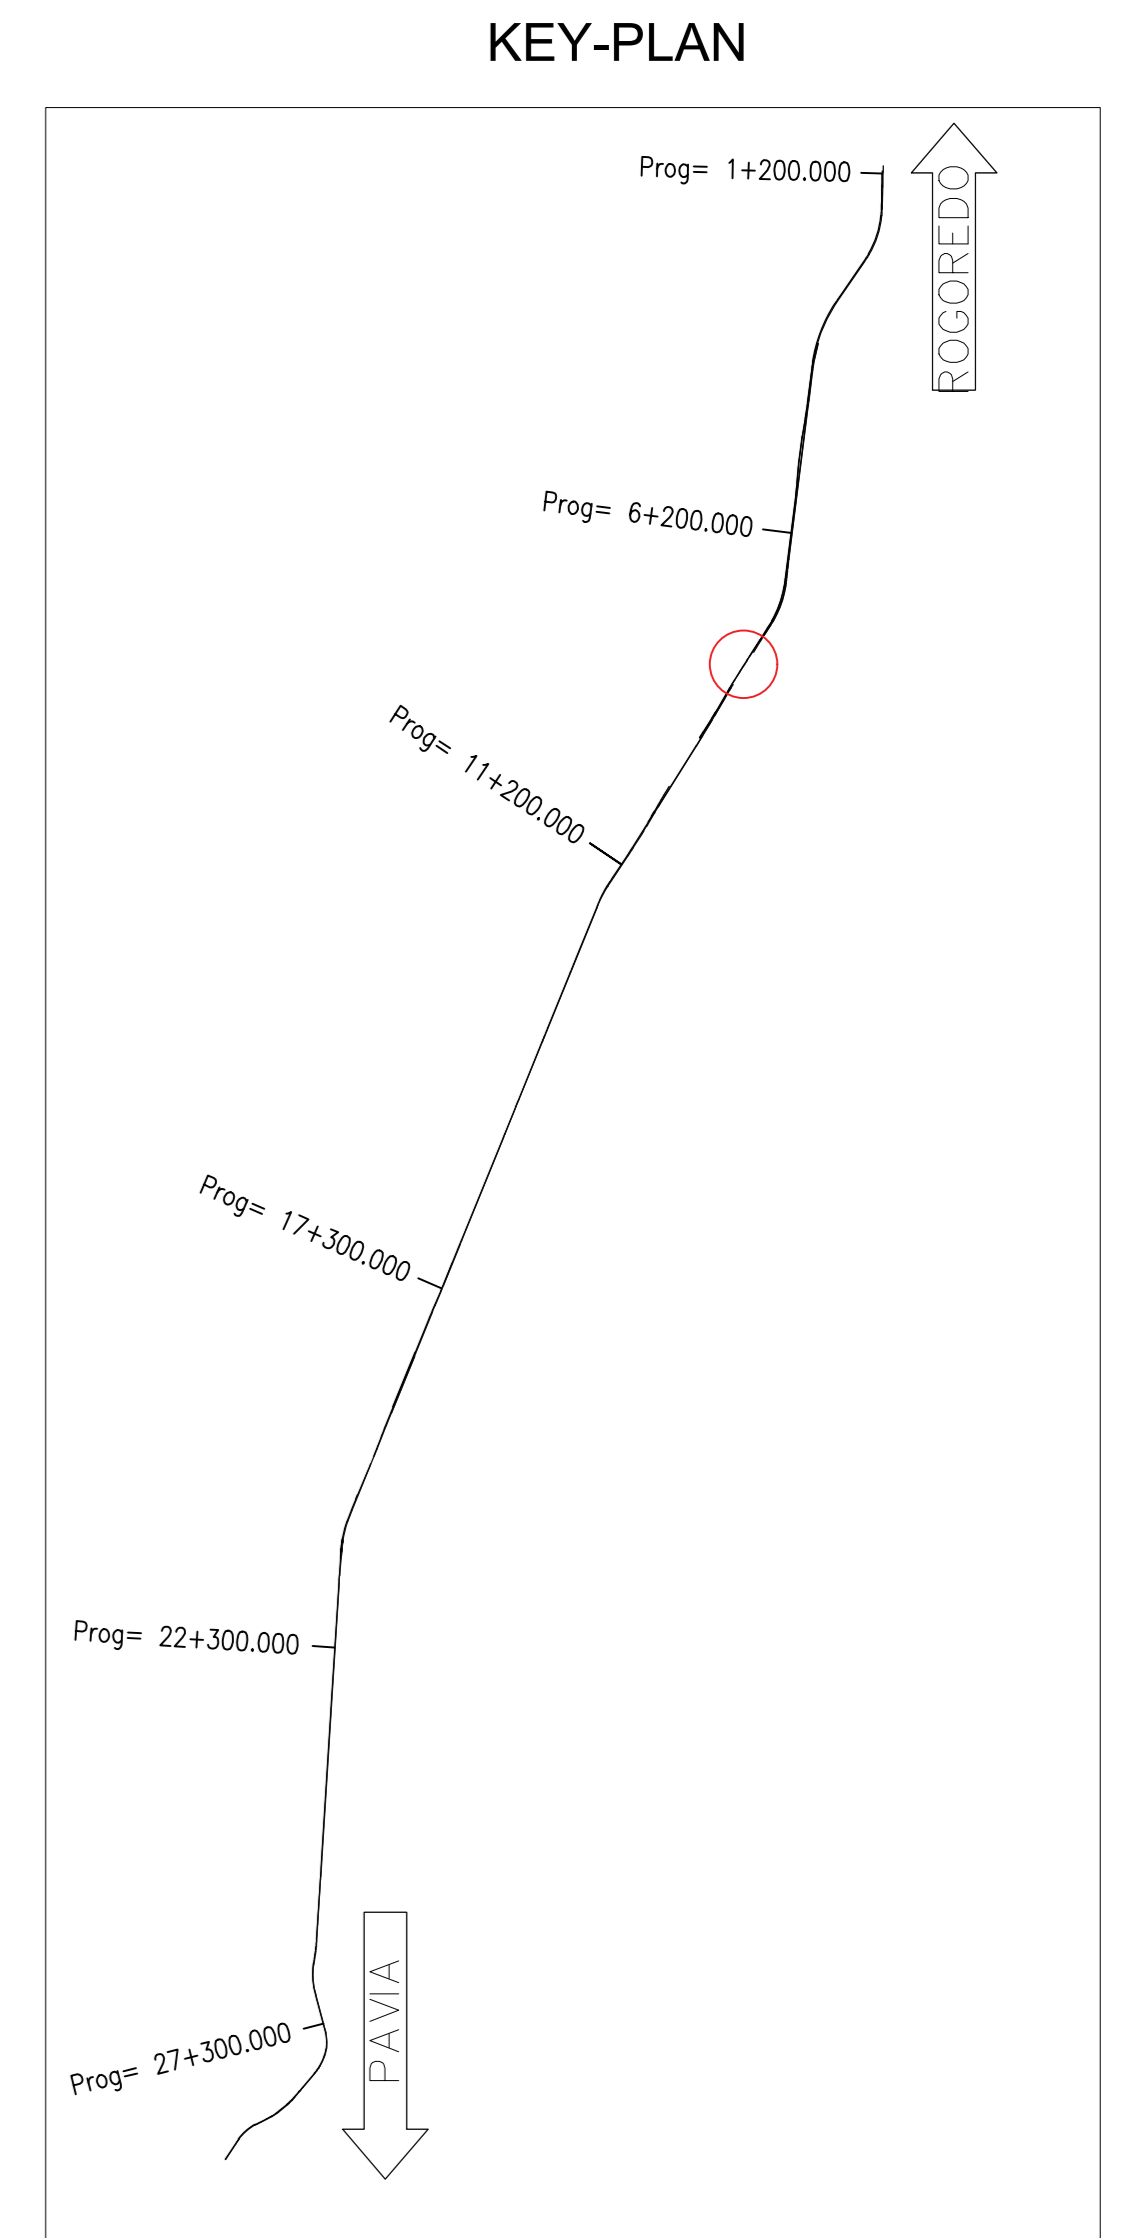 KEY-PLAN
Prog= 1+200.000
ROGOREDO
Prog= 6+200.000
Prog= 11+200.000
Prog= 17+300.000
Prog= 22+300.000
PAVIA
Prog= 27+300.000